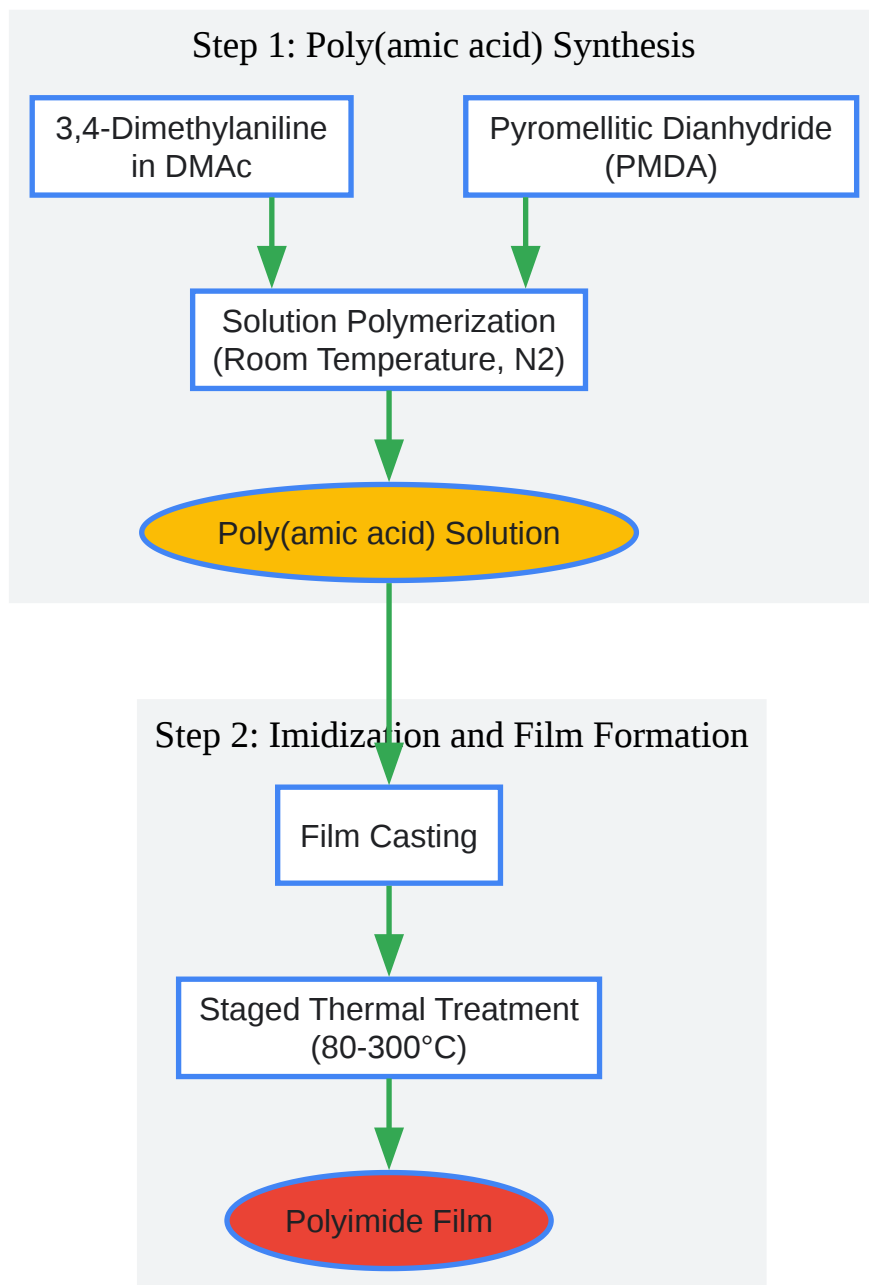 Step 1: Poly(amic acid) Synthesis
3,4-Dimethylaniline
in DMAc
Pyromellitic Dianhydride
(PMDA)
Solution Polymerization
(Room Temperature, N2)
Poly(amic acid) Solution
Step 2: Imidization and Film Formation
Film Casting
Staged Thermal Treatment
(80-300°C)
Polyimide Film